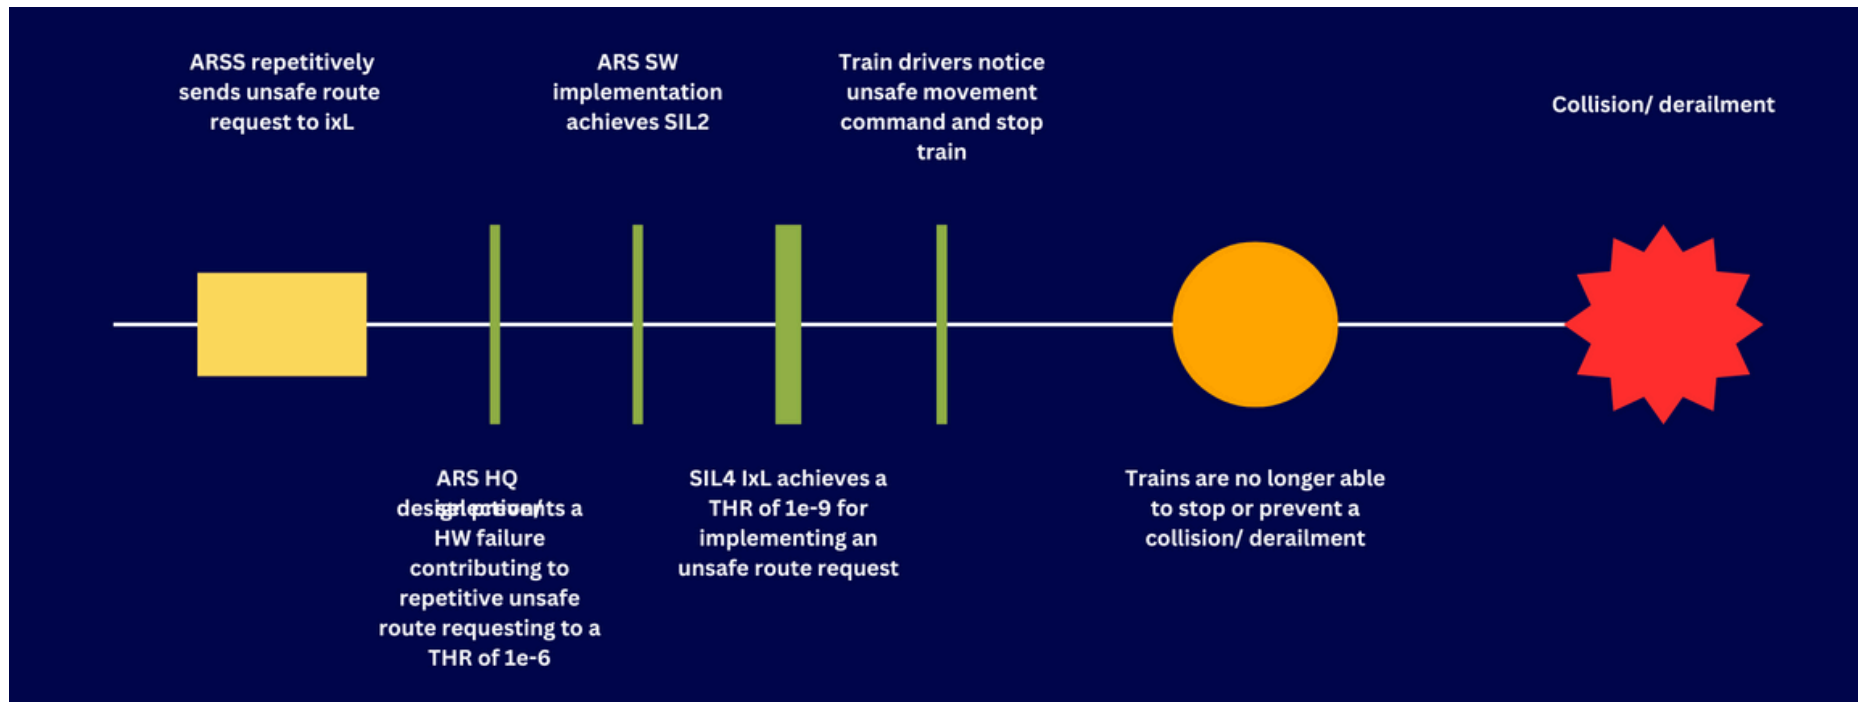 ARSS repetitively
sends unsafe route
request to ixL
ARS SW
implementation
achieves SIL2
Train drivers notice
unsafe movement
command and stop
train
Collision/ derailment
ARS HQ
prevents a
HW failure
contributing to
repetitive unsafe
route requesting to a
THR of 1e-6
SIL4 IxL achieves a
THR of 1e-9 for
implementing an
unsafe route request
Trains are no longer able
to stop or prevent a
collision/ derailment